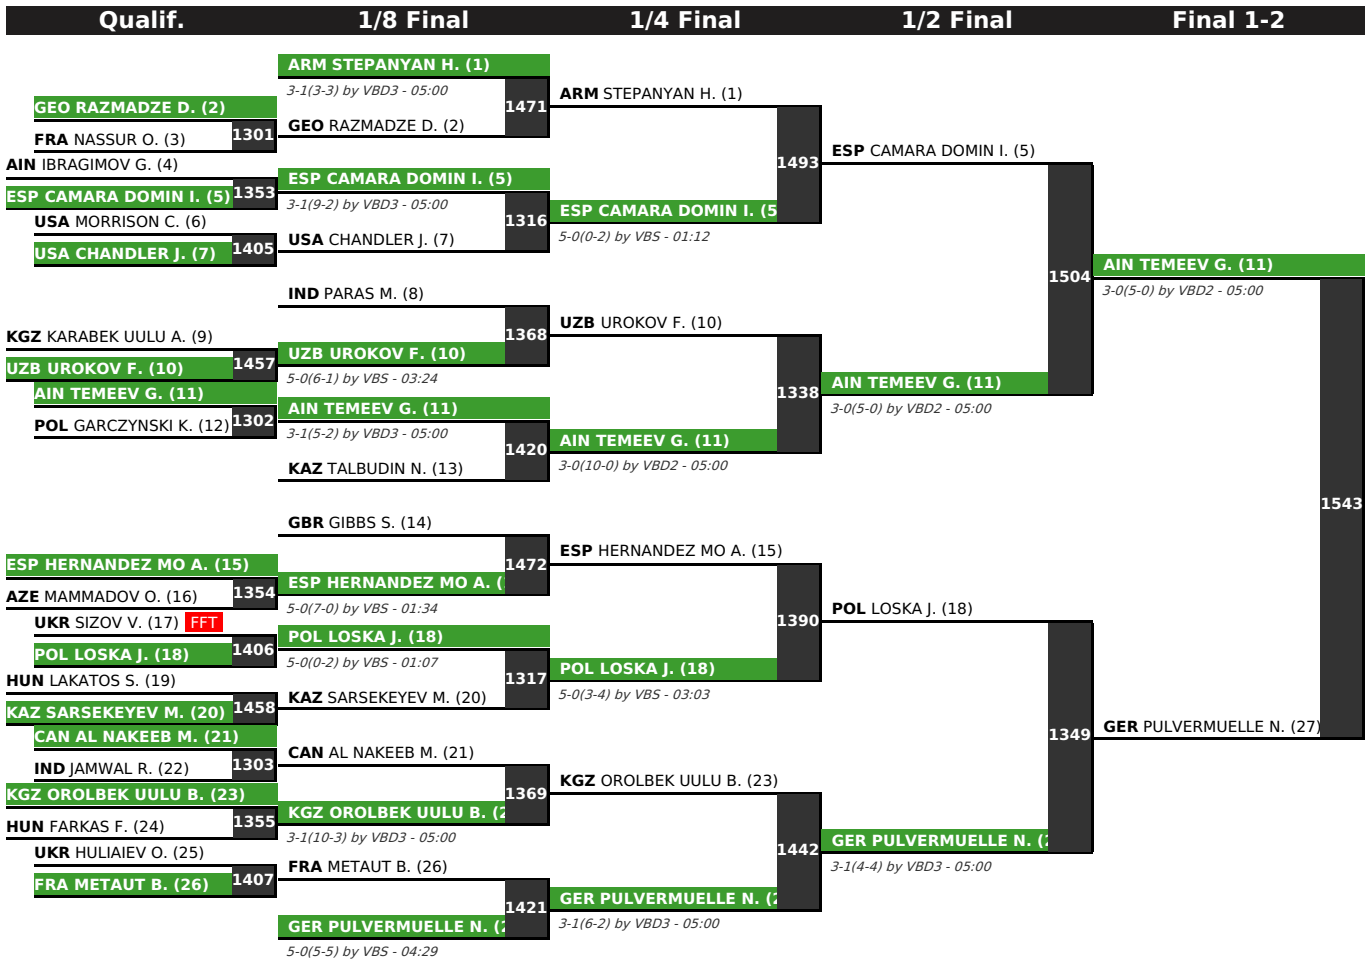 Qualif.
1/8 Final
1/4 Final
1/2 Final
Final 1-2
GEO RAZMADZE D. (2)
1301
FRA NASSUR O. (3)
AIN IBRAGIMOV G. (4)
1353
ESP CAMARA DOMIN I. (5)
USA MORRISON C. (6)
1405
USA CHANDLER J. (7)
KGZ KARABEK UULU A. (9)
1457
UZB UROKOV F. (10)
AIN TEMEEV G. (11)
1302
POL GARCZYNSKI K. (12)
ESP HERNANDEZ MO A. (15)
1354
AZE MAMMADOV O. (16)
UKR SIZOV V. (17) FFT
1406
POL LOSKA J. (18)
HUN LAKATOS S. (19)
1458
KAZ SARSEKEYEV M. (20)
CAN AL NAKEEB M. (21)
1303
IND JAMWAL R. (22)
KGZ OROLBEK UULU B. (23)
1355
HUN FARKAS F. (24)
UKR HULIAIEV O. (25)
1407
FRA METAUT B. (26)
ARM STEPANYAN H. (1)
3-1(3-3) by VBD3 - 05:00
1471
GEO RAZMADZE D. (2)
ESP CAMARA DOMIN I. (5)
3-1(9-2) by VBD3 - 05:00
1316
USA CHANDLER J. (7)
IND PARAS M. (8)
1368
UZB UROKOV F. (10)
5-0(6-1) by VBS - 03:24
AIN TEMEEV G. (11)
3-1(5-2) by VBD3 - 05:00
1420
KAZ TALBUDIN N. (13)
GBR GIBBS S. (14)
1472
ESP HERNANDEZ MO A. (
5-0(7-0) by VBS - 01:34
POL LOSKA J. (18)
5-0(0-2) by VBS - 01:07
1317
KAZ SARSEKEYEV M. (20)
CAN AL NAKEEB M. (21)
1369
KGZ OROLBEK UULU B. (2
3-1(10-3) by VBD3 - 05:00
FRA METAUT B. (26)
1421
GER PULVERMUELLE N. (2
5-0(5-5) by VBS - 04:29
ARM STEPANYAN H. (1)
1493
ESP CAMARA DOMIN I. (5
5-0(0-2) by VBS - 01:12
UZB UROKOV F. (10)
1338
AIN TEMEEV G. (11)
3-0(10-0) by VBD2 - 05:00
ESP HERNANDEZ MO A. (15)
1390
POL LOSKA J. (18)
5-0(3-4) by VBS - 03:03
KGZ OROLBEK UULU B. (23)
1442
GER PULVERMUELLE N. (2
3-1(6-2) by VBD3 - 05:00
ESP CAMARA DOMIN I. (5)
1504
AIN TEMEEV G. (11)
3-0(5-0) by VBD2 - 05:00
POL LOSKA J. (18)
1349
GER PULVERMUELLE N. (2
3-1(4-4) by VBD3 - 05:00
AIN TEMEEV G. (11)
3-0(5-0) by VBD2 - 05:00
1543
GER PULVERMUELLE N. (27)